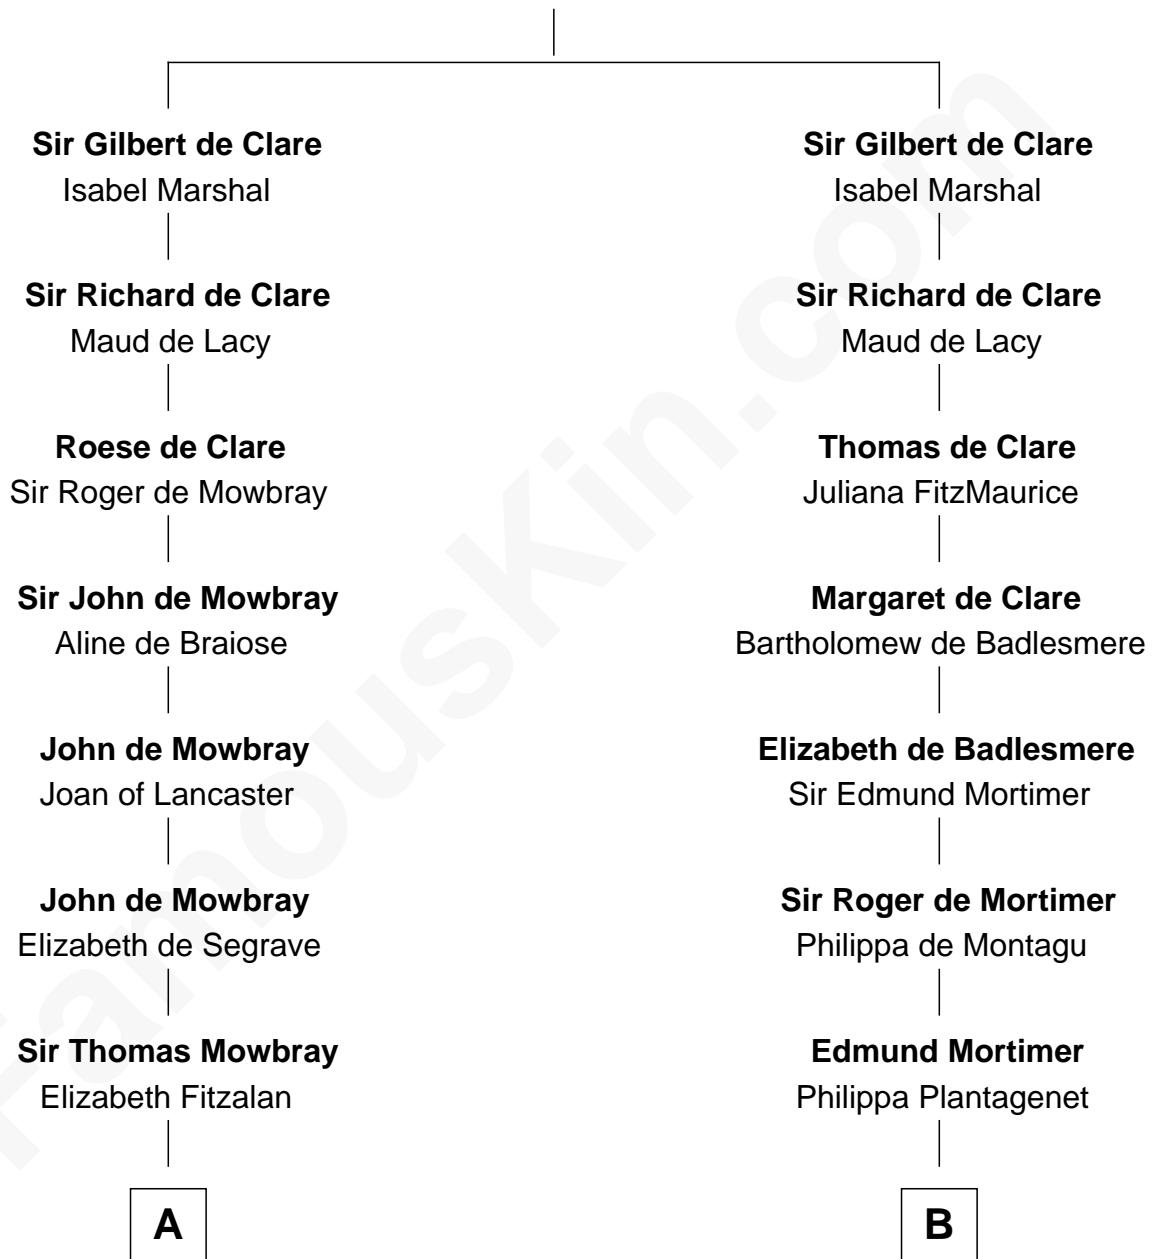 Sir Gilbert de Clare
Isabel Marshal
Sir Richard de Clare
Maud de Lacy
Roese de Clare
Sir Roger de Mowbray
Sir John de Mowbray
Aline de Braiose
John de Mowbray
Joan of Lancaster
John de Mowbray
Elizabeth de Segrave
Sir Thomas Mowbray
Elizabeth Fitzalan
A
Sir Gilbert de Clare
Isabel Marshal
Sir Richard de Clare
Maud de Lacy
Thomas de Clare
Juliana FitzMaurice
Margaret de Clare
Bartholomew de Badlesmere
Elizabeth de Badlesmere
Sir Edmund Mortimer
Sir Roger de Mortimer
Philippa de Montagu
Edmund Mortimer
Philippa Plantagenet
B
FamousKin.com